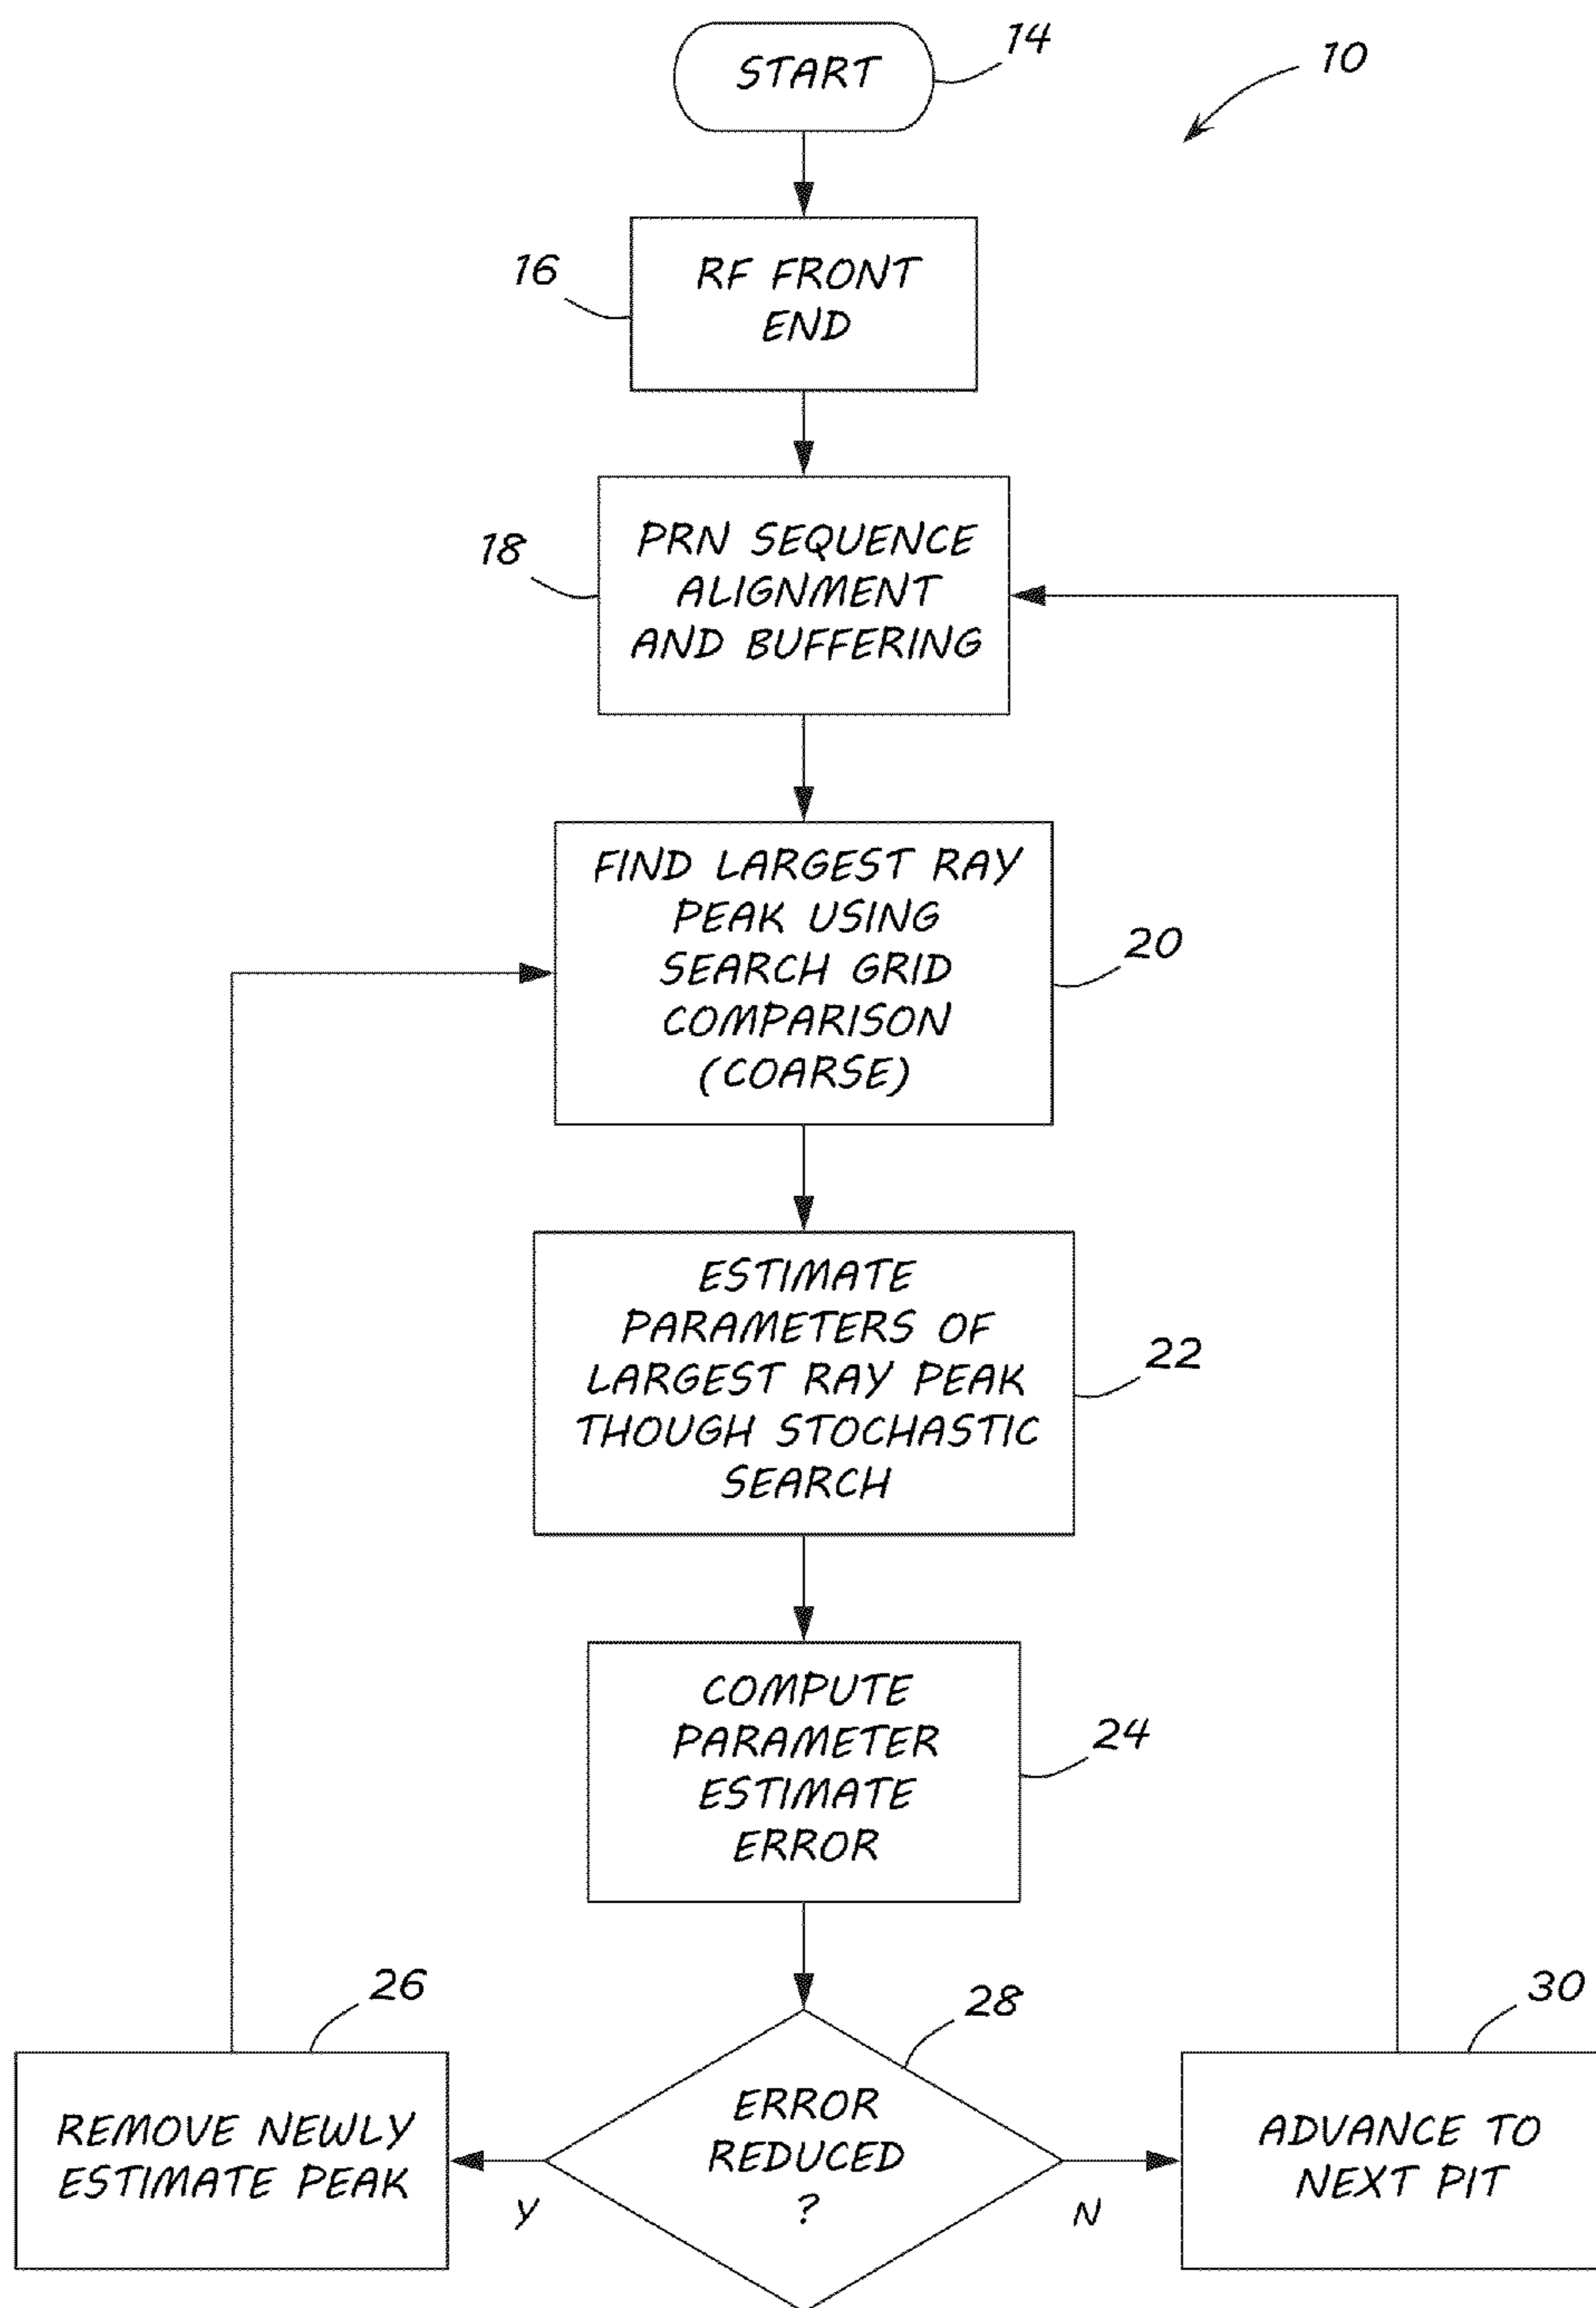 START
14
10
16
RF FRONT
END
18
PRN SEQUENCE
ALIGNMENT
AND BUFFERING
FIND LARGEST RAY
PEAK USING
SEARCH GRID
COMPARISON
(COARSE)
20
ESTIMATE
PARAMETERS OF
LARGEST RAY PEAK
THOUGH STOCHASTIC
SEARCH
22
COMPUTE
PARAMETER
ESTIMATE
ERROR
24
26
REMOVE NEWLY
ESTIMATE PEAK
Y
28
ERROR
REDUCED
?
N
30
ADVANCE TO
NEXT PIT